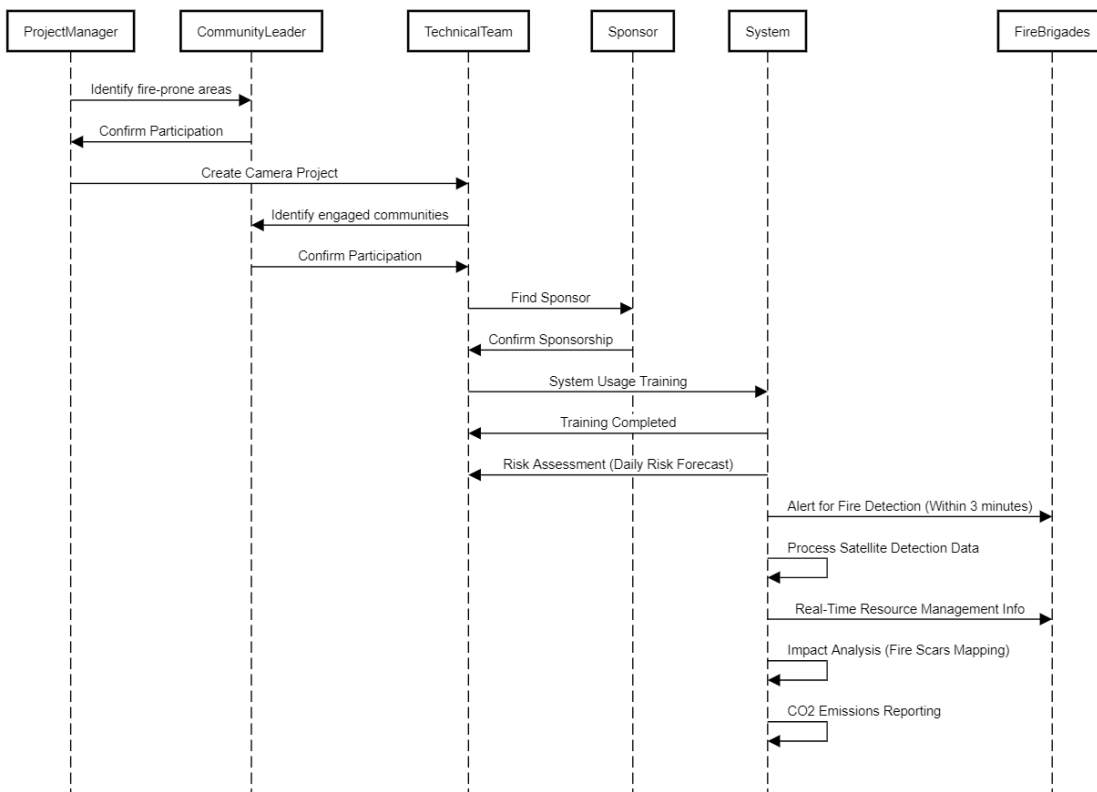 ProjectManager CommunityLeader TechnicalTeam Sponsor System FireBrigades
Identify fire-prone areas
Confirm Participation
Create Camera Project
Identify engaged communities
Confirm Participation
Find Sponsor
Confirm Sponsorship
System Usage Training
Training Completed
Risk Assessment (Daily Risk Forecast)
Alert for Fire Detection (Within 3 minutes)
Process Satellite Detection Data
Real-Time Resource Management Info
Impact Analysis (Fire Scars Mapping)
CO2 Emissions Reporting